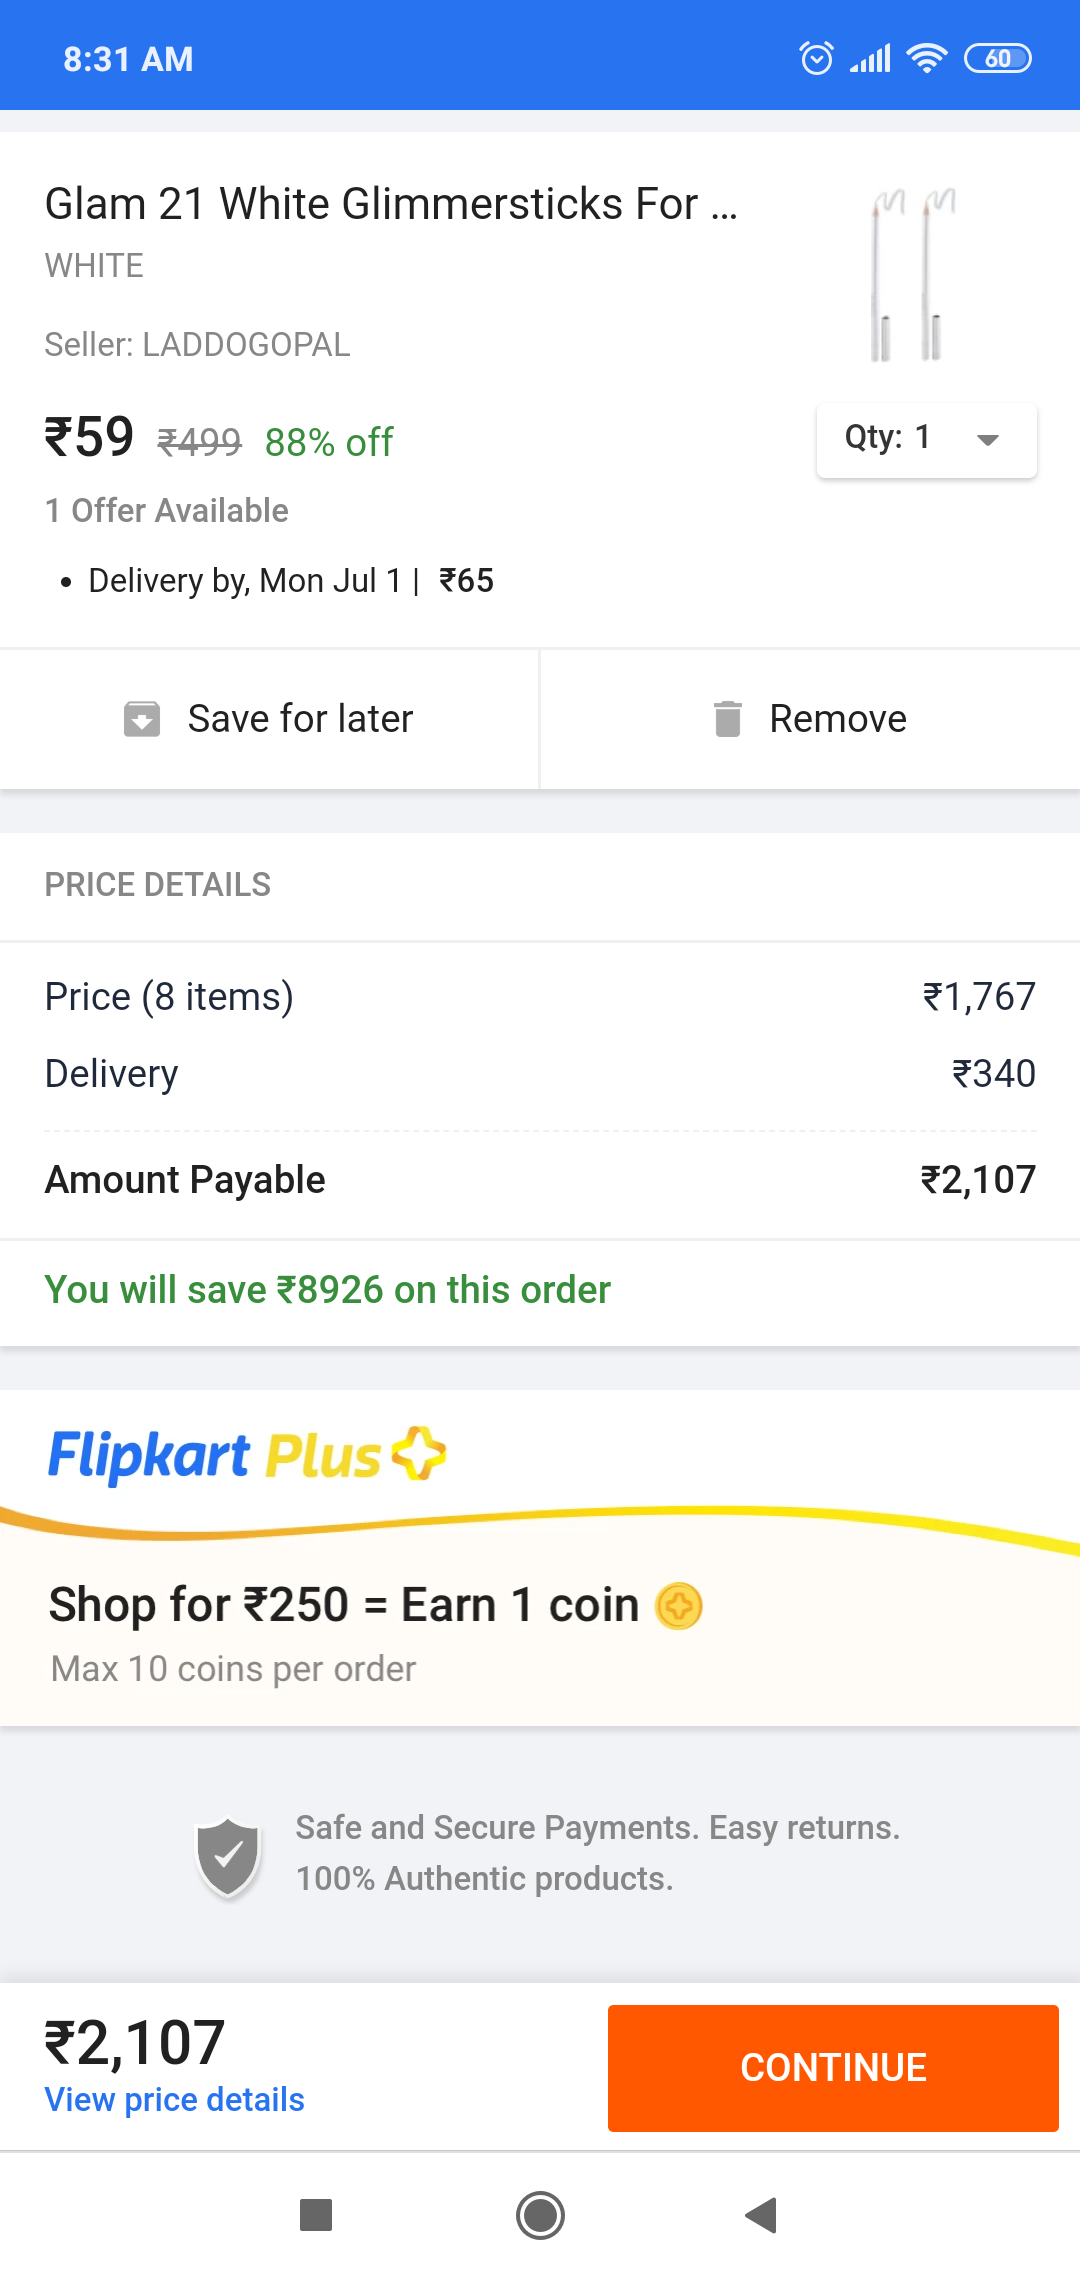 8:31 AM
60
Glam 21 White Glimmersticks For ...
WHITE
Seller: LADDOGOPAL
₹59 ₹499 88% off
Qty: 1
1 Offer Available
• Delivery by, Mon Jul 1 | ₹65
Save for later
Remove
PRICE DETAILS
Price (8 items) ₹1,767
Delivery ₹340
Amount Payable ₹2,107
You will save ₹8926 on this order
Flipkart Plus
Shop for ₹250 = Earn 1 coin
Max 10 coins per order
Safe and Secure Payments. Easy returns.
100% Authentic products.
₹2,107
View price details
CONTINUE